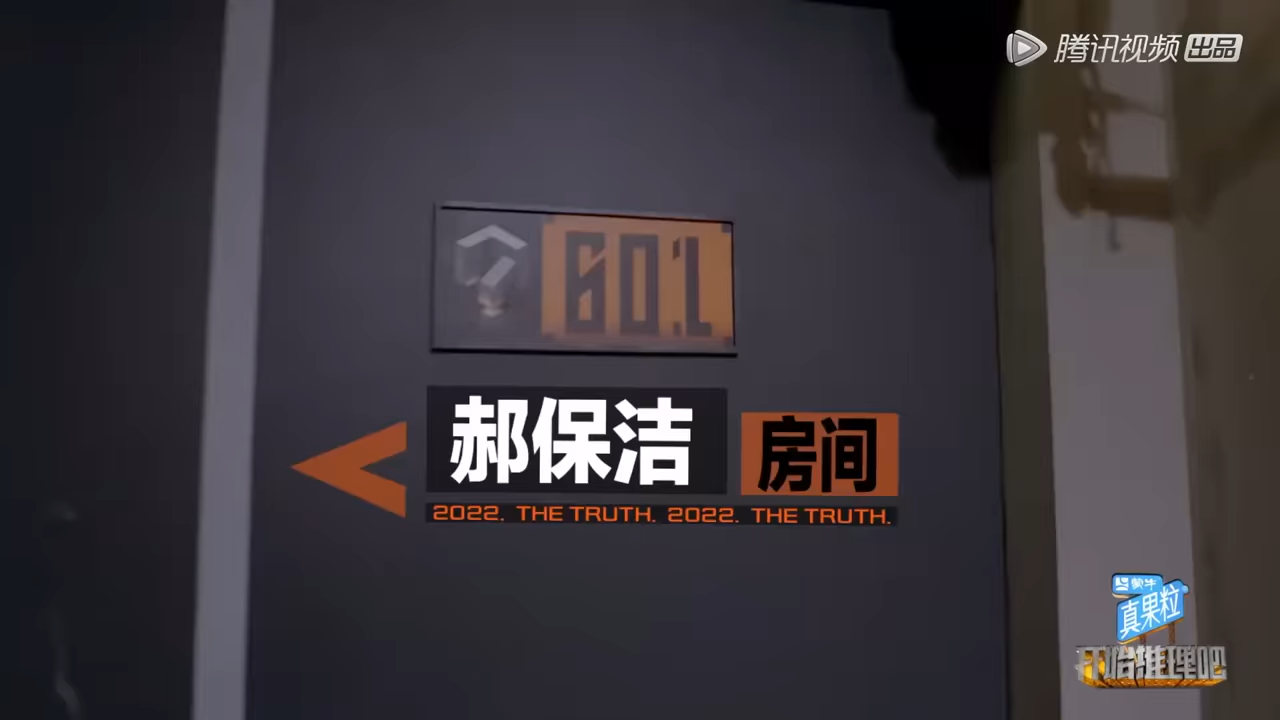 腾讯视频 出品
601
郝保洁 房间
2022. THE TRUTH. 2022. THE TRUTH.
蒙牛
真果粒
开始推理吧